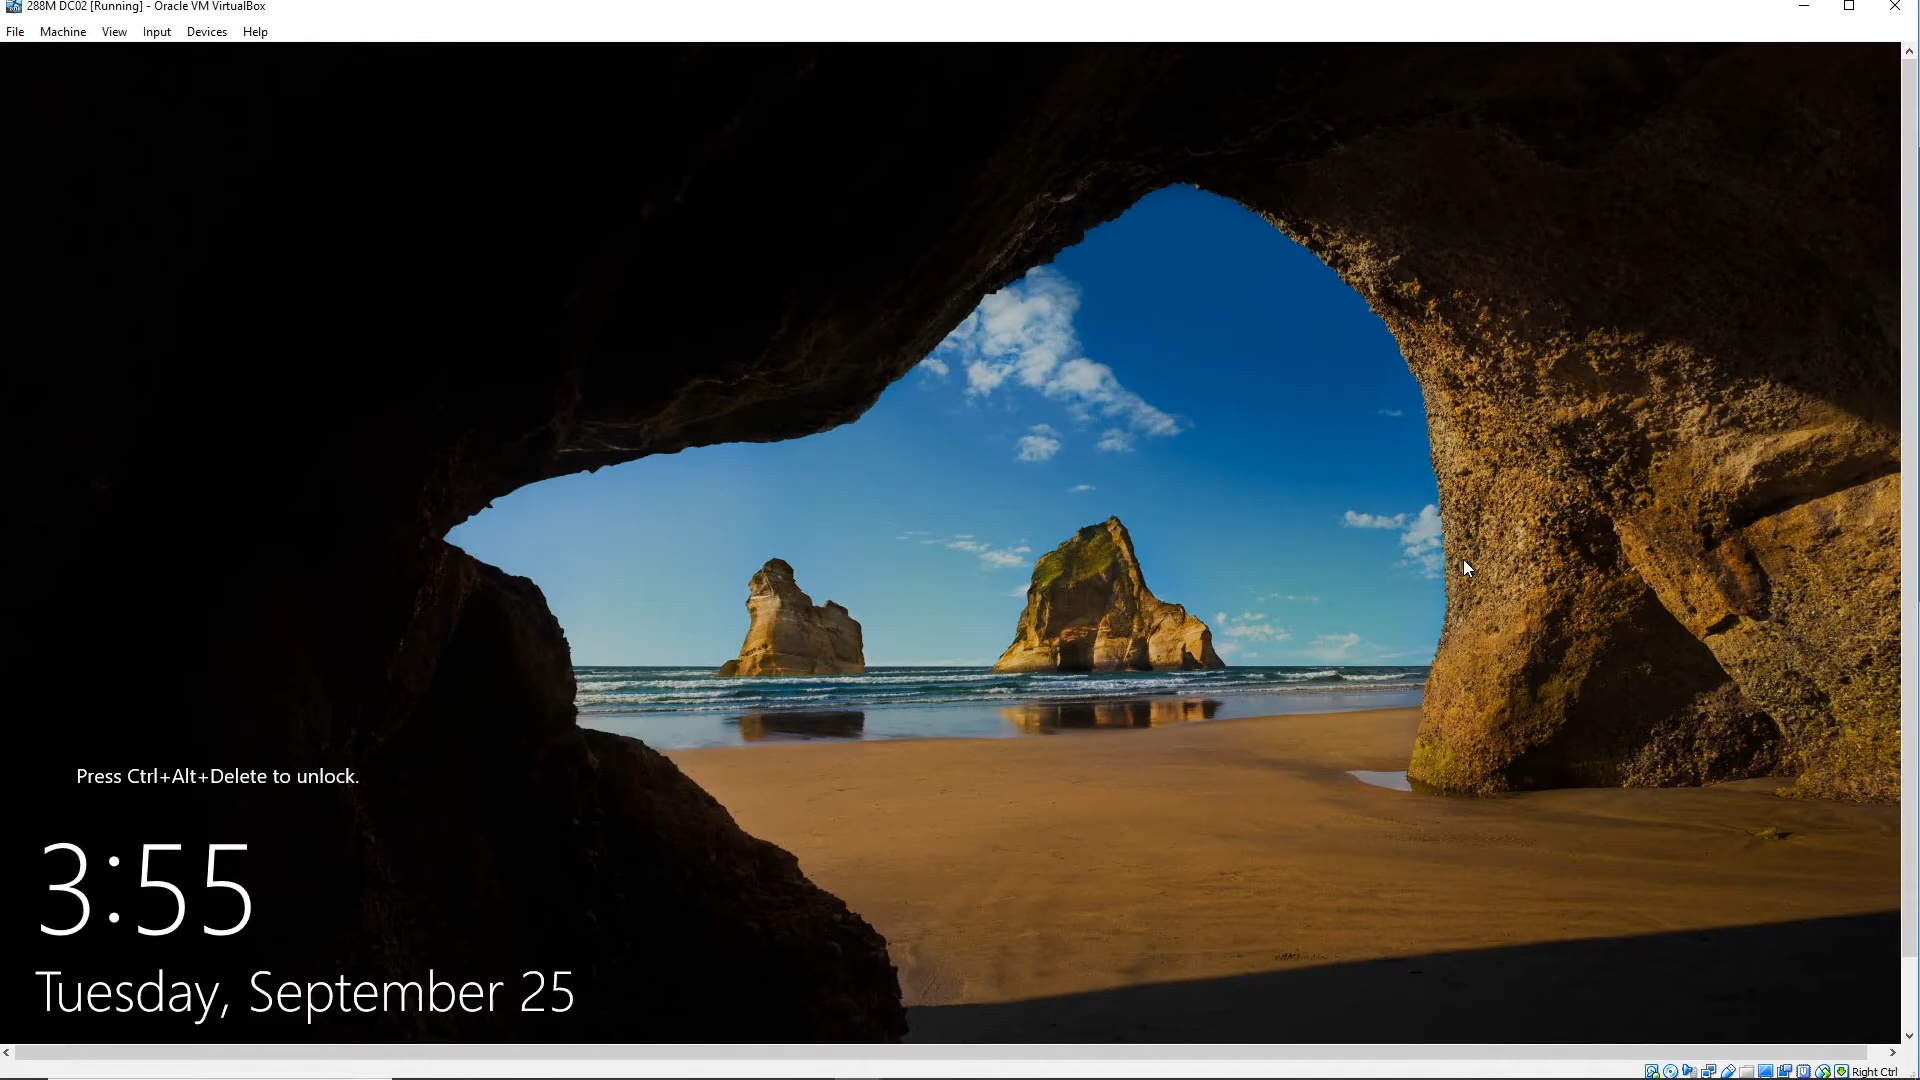 288M DC02 [Running] - Oracle VM VirtualBox
File Machine View Input Devices Help
Press Ctrl+Alt+Delete to unlock.
3:55
Tuesday, September 25
Right Ctrl